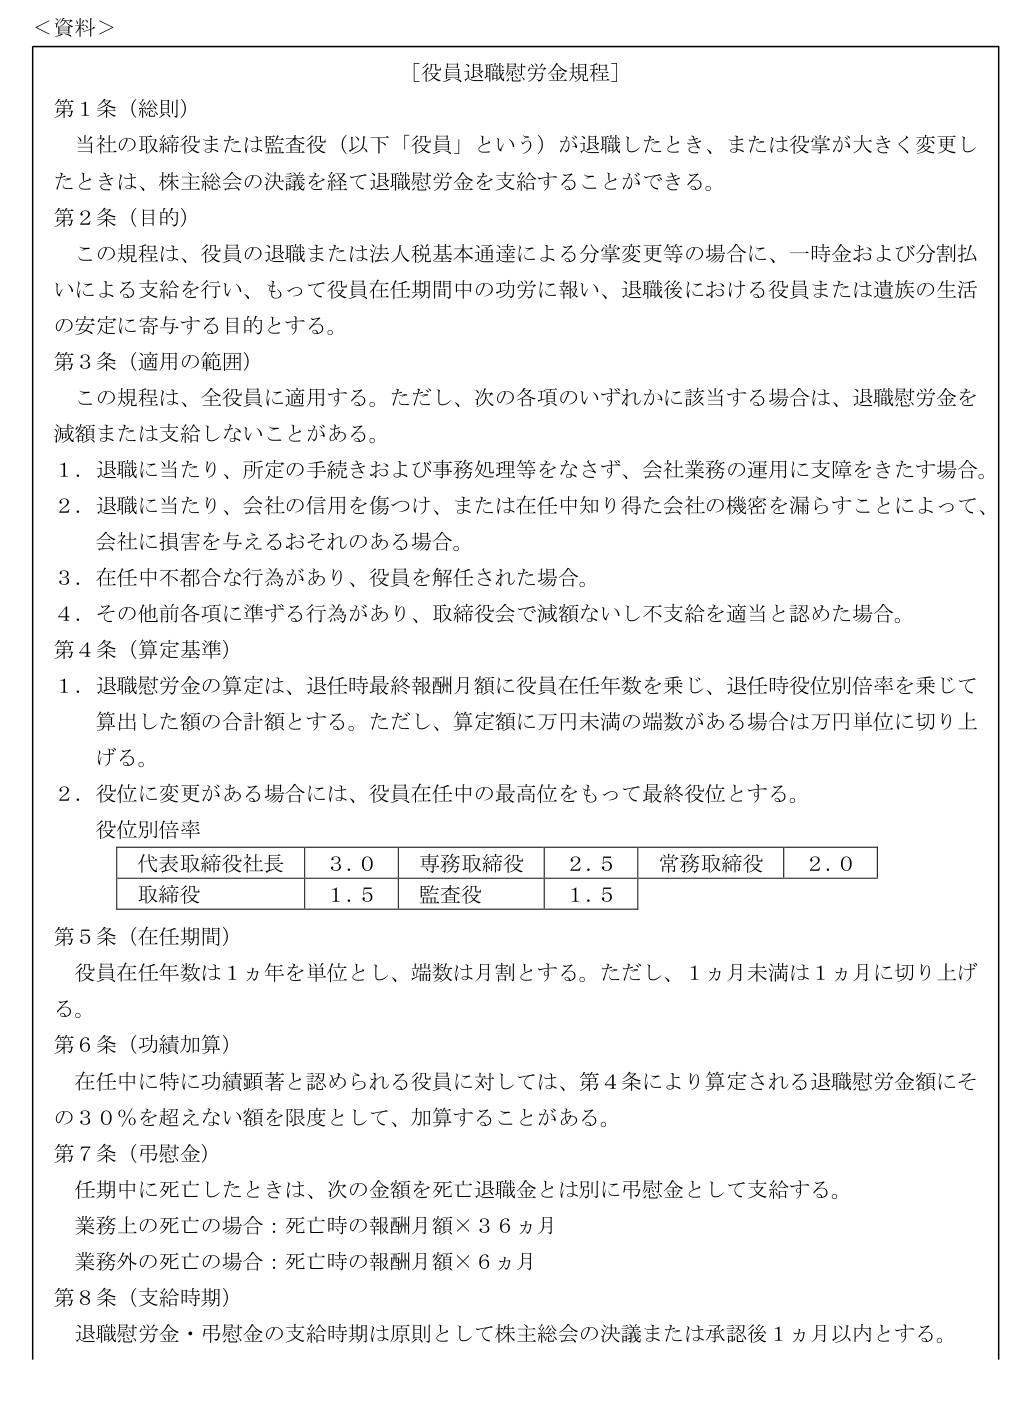 ＜資料＞
［役員退職慰労金規程］
第１条（総則）
当社の取締役または監査役（以下「役員」という）が退職したとき、または役掌が大きく変更し
たときは、株主総会の決議を経て退職慰労金を支給することができる。
第２条（目的）
この規程は、役員の退職または法人税基本通達による分掌変更等の場合に、一時金および分割払
いによる支給を行い、もって役員在任期間中の功労に報い、退職後における役員または遺族の生活
の安定に寄与する目的とする。
第３条（適用の範囲）
この規程は、全役員に適用する。ただし、次の各項のいずれかに該当する場合は、退職慰労金を
減額または支給しないことがある。
１．退職に当たり、所定の手続きおよび事務処理等をなさず、会社業務の運用に支障をきたす場合。
２．退職に当たり、会社の信用を傷つけ、または在任中知り得た会社の機密を漏らすことによって、
会社に損害を与えるおそれのある場合。
３．在任中不都合な行為があり、役員を解任された場合。
４．その他前各項に準ずる行為があり、取締役会で減額ないし不支給を適当と認めた場合。
第４条（算定基準）
１．退職慰労金の算定は、退任時最終報酬月額に役員在任年数を乗じ、退任時役位別倍率を乗じて
算出した額の合計額とする。ただし、算定額に万円未満の端数がある場合は万円単位に切り上
げる。
２．役位に変更がある場合には、役員在任中の最高位をもって最終役位とする。
役位別倍率
代表取締役社長 ３.０ 専務取締役 ２.５ 常務取締役 ２.０
取締役 １.５ 監査役 １.５
第５条（在任期間）
役員在任年数は１ヵ年を単位とし、端数は月割とする。ただし、１ヵ月未満は１ヵ月に切り上げ
る。
第６条（功績加算）
在任中に特に功績顕著と認められる役員に対しては、第４条により算定される退職慰労金額にそ
の３０％を超えない額を限度として、加算することがある。
第７条（弔慰金）
任期中に死亡したときは、次の金額を死亡退職金とは別に弔慰金として支給する。
業務上の死亡の場合：死亡時の報酬月額×３６ヵ月
業務外の死亡の場合：死亡時の報酬月額×６ヵ月
第８条（支給時期）
退職慰労金・弔慰金の支給時期は原則として株主総会の決議または承認後１ヵ月以内とする。